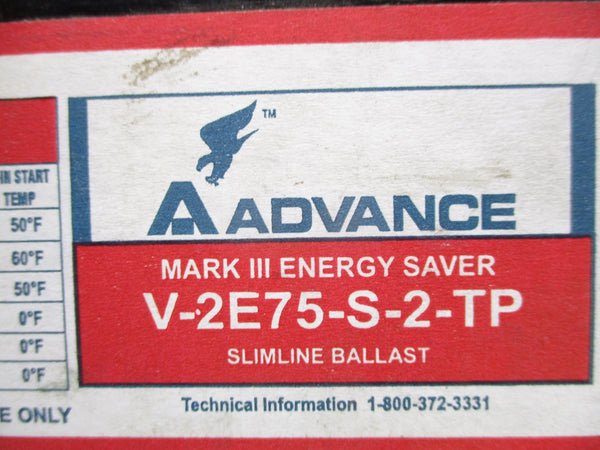 IN START
TEMP
50°F
60°F
50°F
0°F
0°F
0°F
E ONLY
TM
ADVANCE
MARK III ENERGY SAVER
V-2E75-S-2-TP
SLIMLINE BALLAST
Technical Information 1-800-372-3331